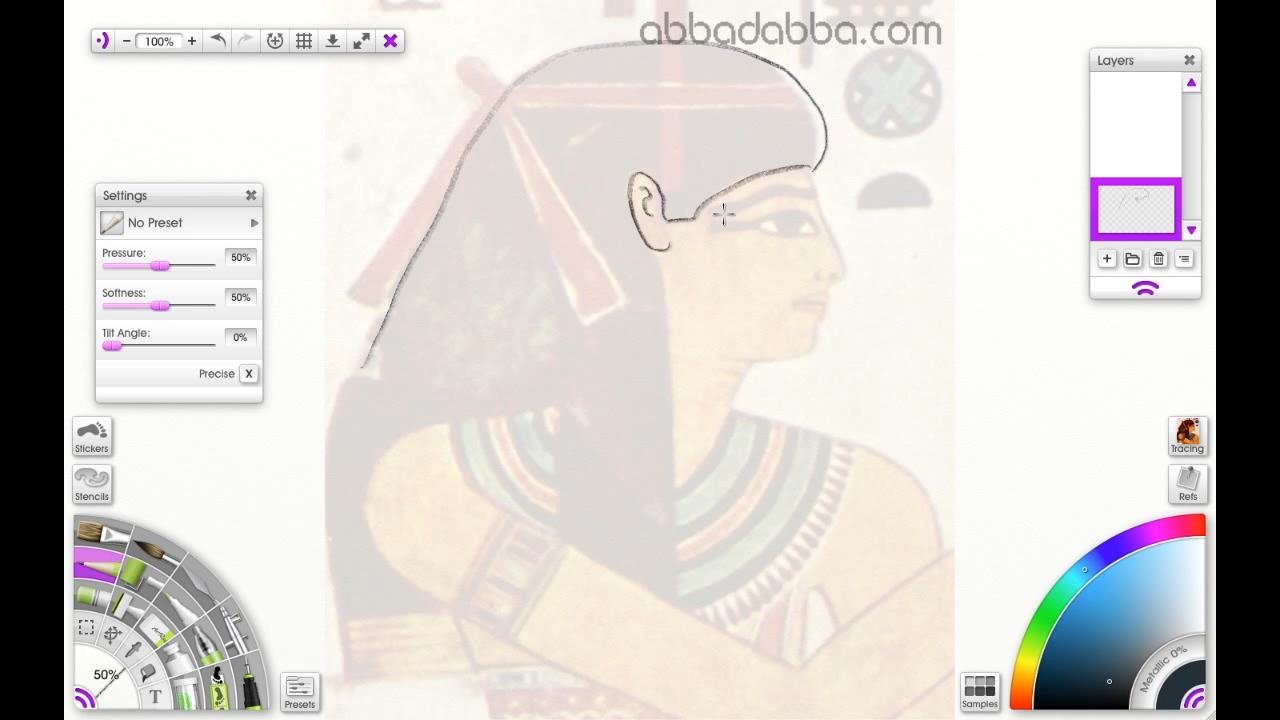 abbadabba.com
100%
Layers
Settings
No Preset
Pressure:
50%
Softness:
50%
Tilt Angle:
0%
Precise X
Stickers
Stencils
Tracing
Refs
50%
T
Presets
Samples
Metallic 0%